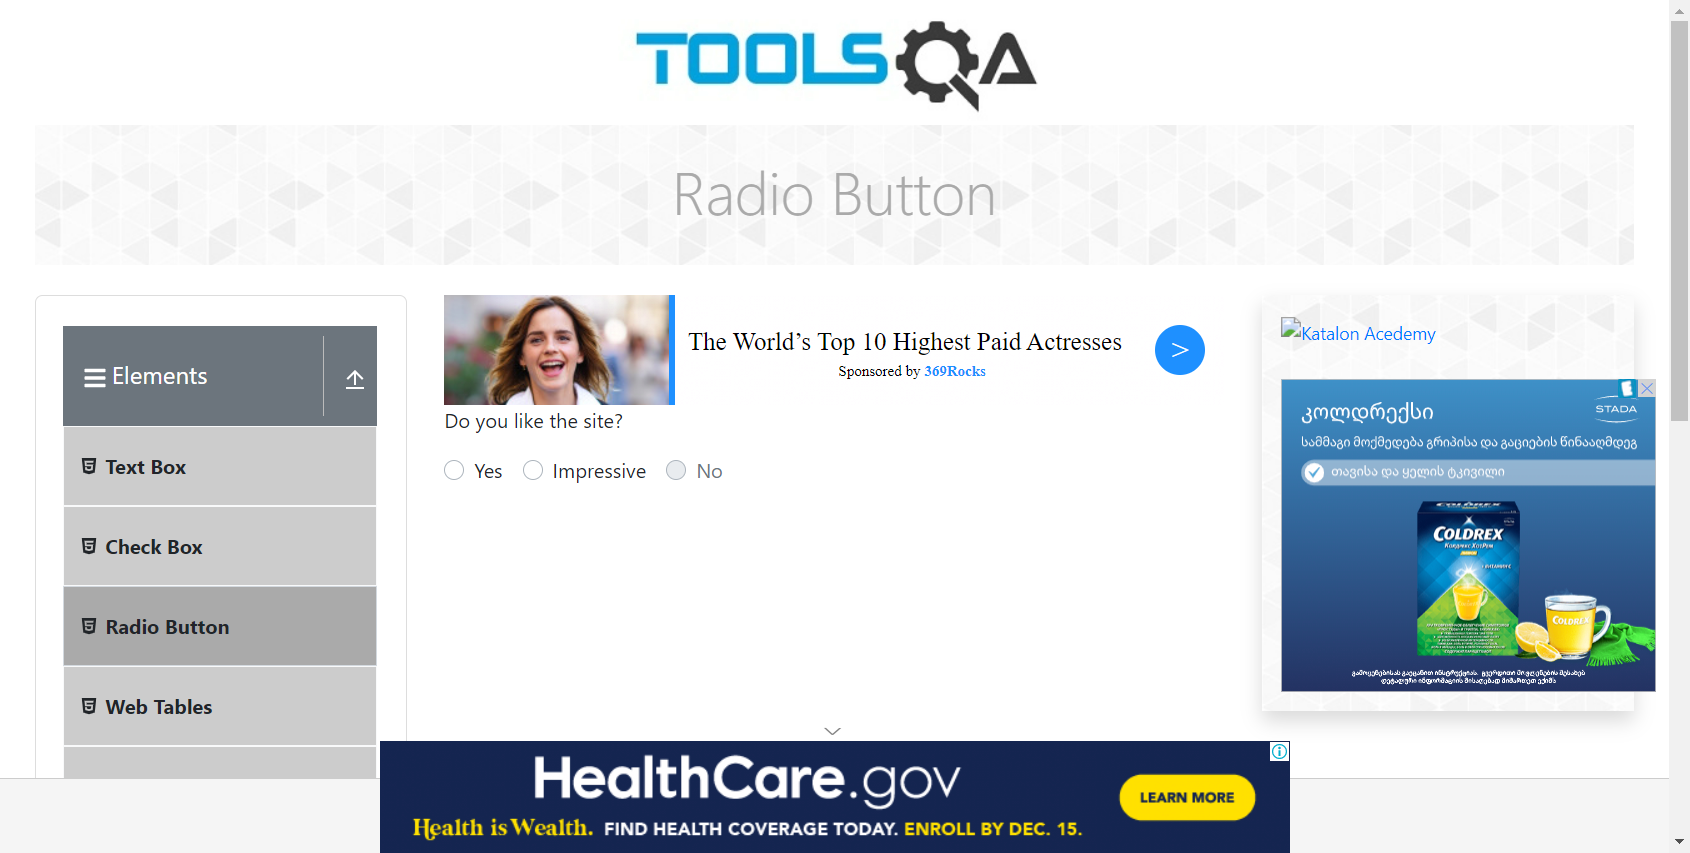 TOOLSQA
Radio Button
Elements
Text Box
Check Box
Radio Button
Web Tables
The World's Top 10 Highest Paid Actresses
Sponsored by 369Rocks
>
Do you like the site?
Yes
Impressive
No
Katalon Acedemy
კოლდრექსი
STADA
სამმაგი მოქმედება გრიპისა და გაციების წინააღმდეგ
თავისა და ყელის ტკივილი
COLDREX
COLDREX
HealthCare.gov
Health is Wealth. FIND HEALTH COVERAGE TODAY. ENROLL BY DEC. 15.
LEARN MORE